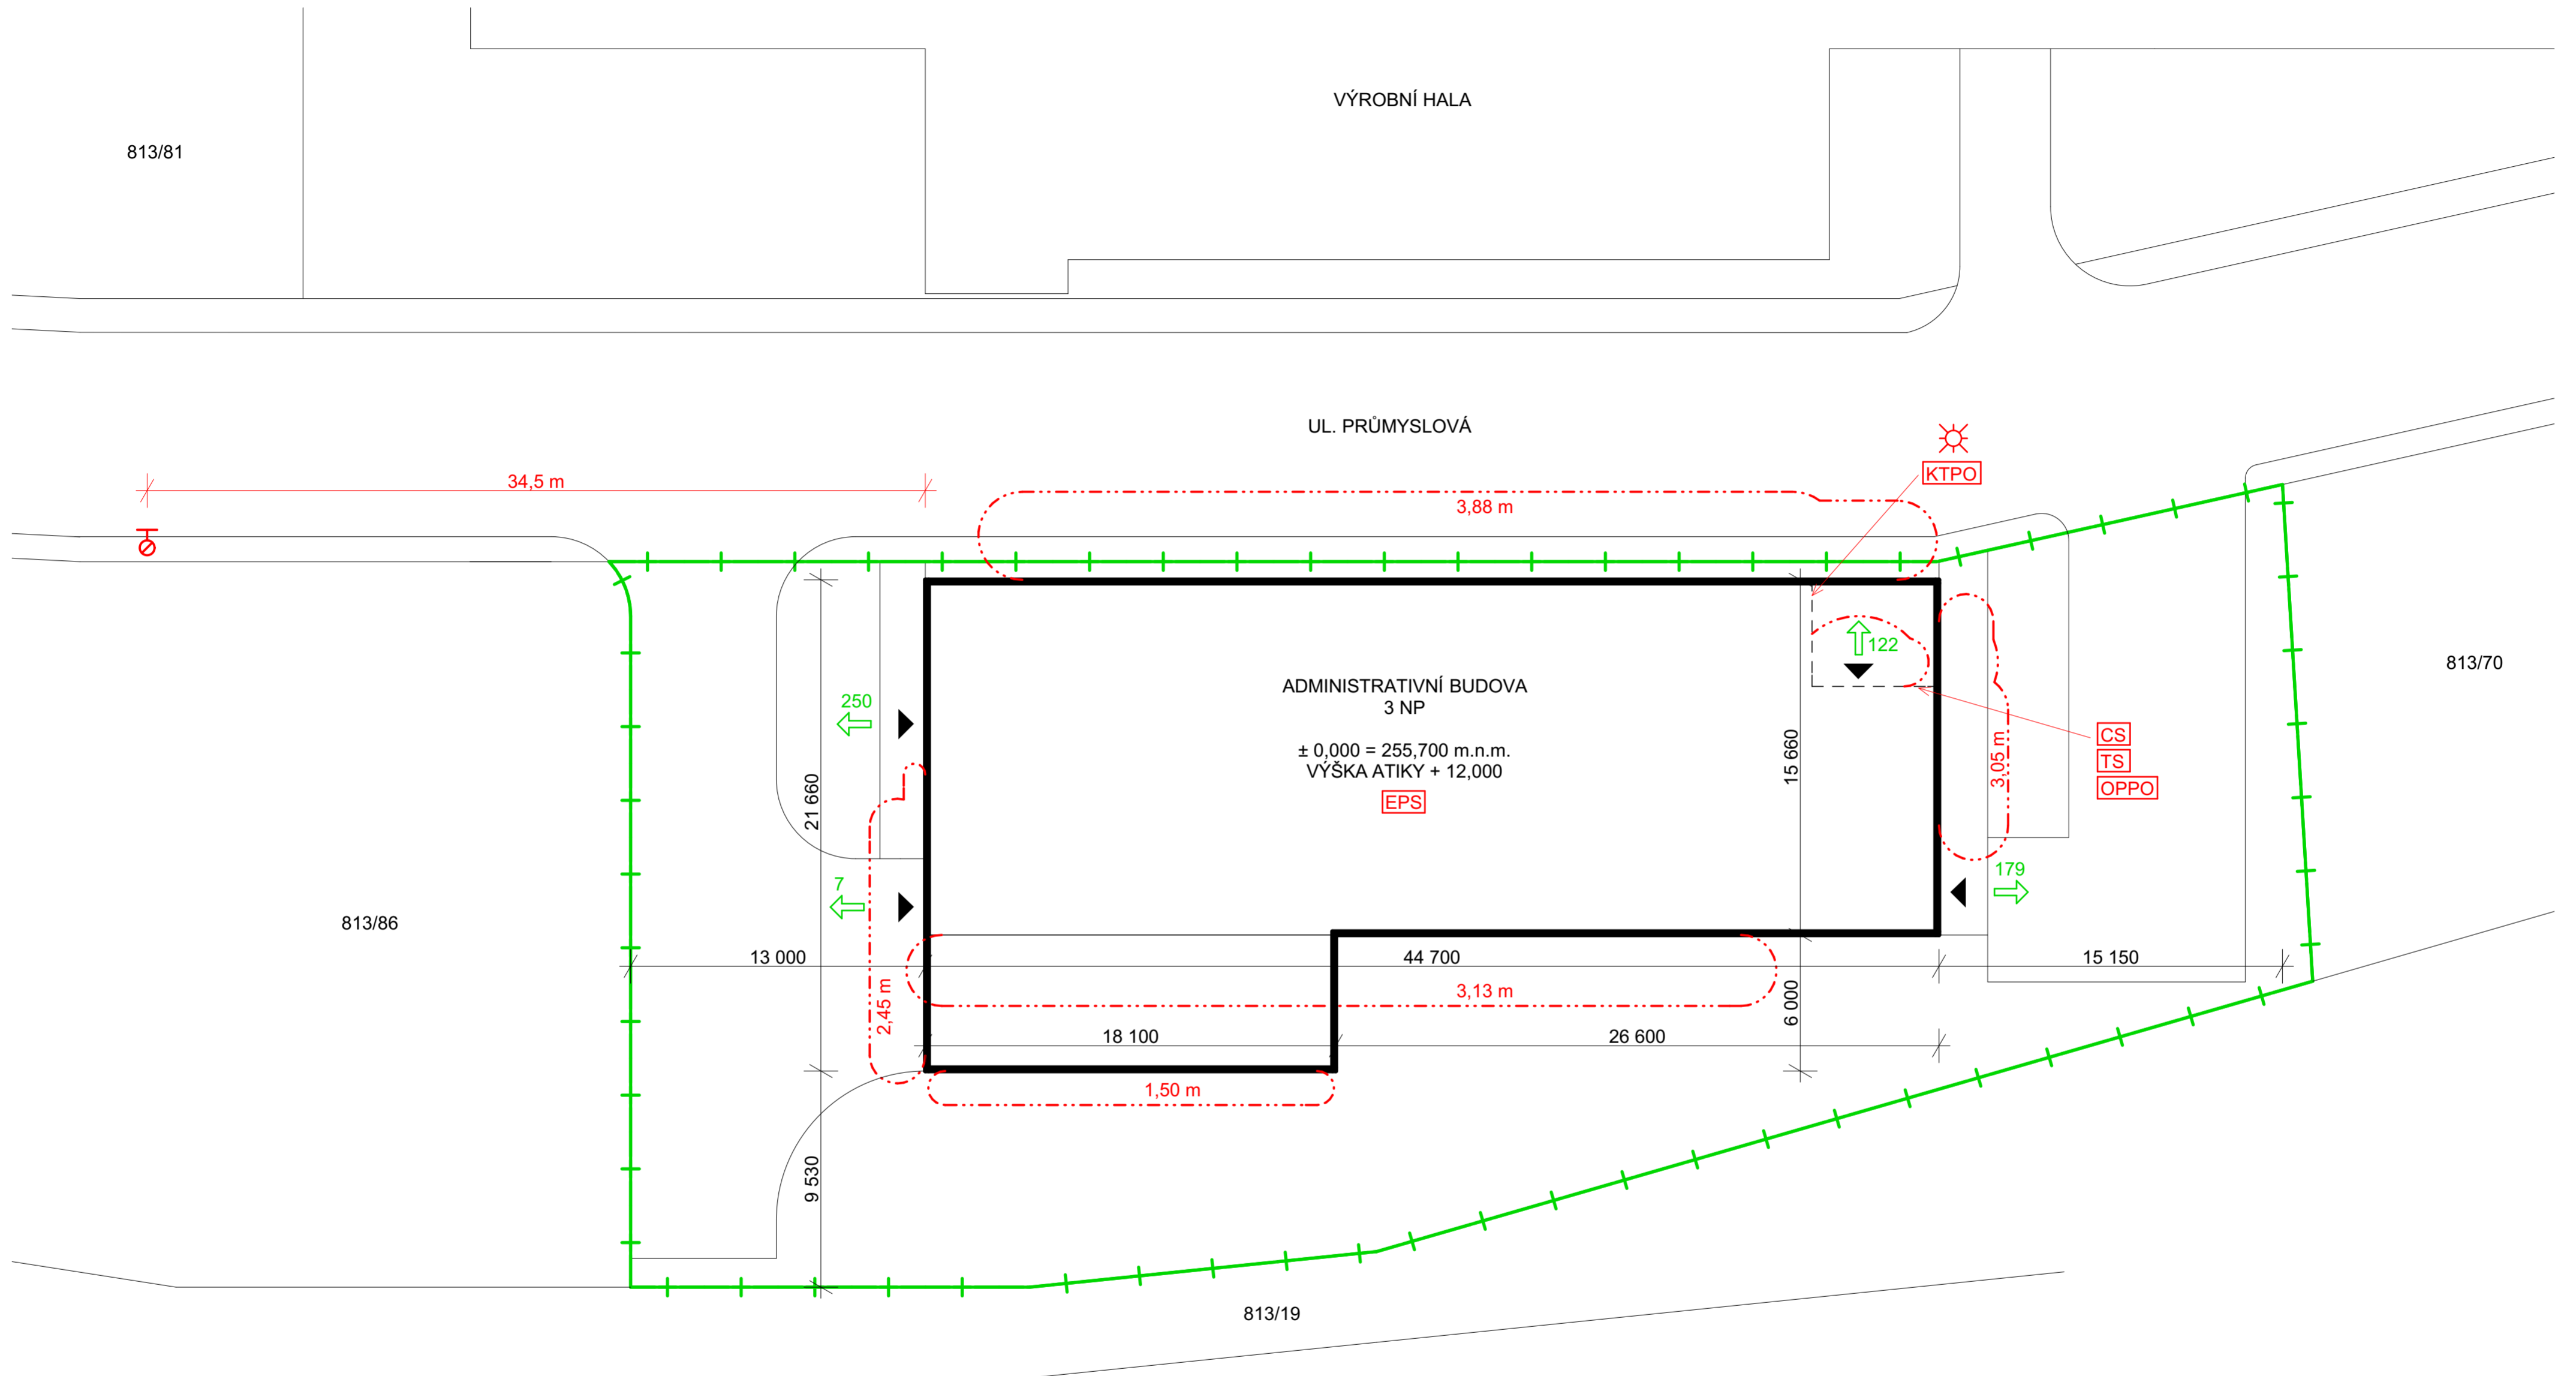 VÝROBNÍ HALA
813/81
UL. PRŮMYSLOVÁ
KTPO
34,5 m
3,88 m
122
813/70
ADMINISTRATIVNÍ BUDOVA
3 NP
± 0,000 = 255,700 m.n.m.
VÝŠKA ATIKY + 12,000
EPS
250
21 660
15 660
3,05 m
CS
TS
OPPO
7
179
813/86
13 000
44 700
15 150
2,45 m
3,13 m
6 000
18 100
26 600
1,50 m
9 530
813/19